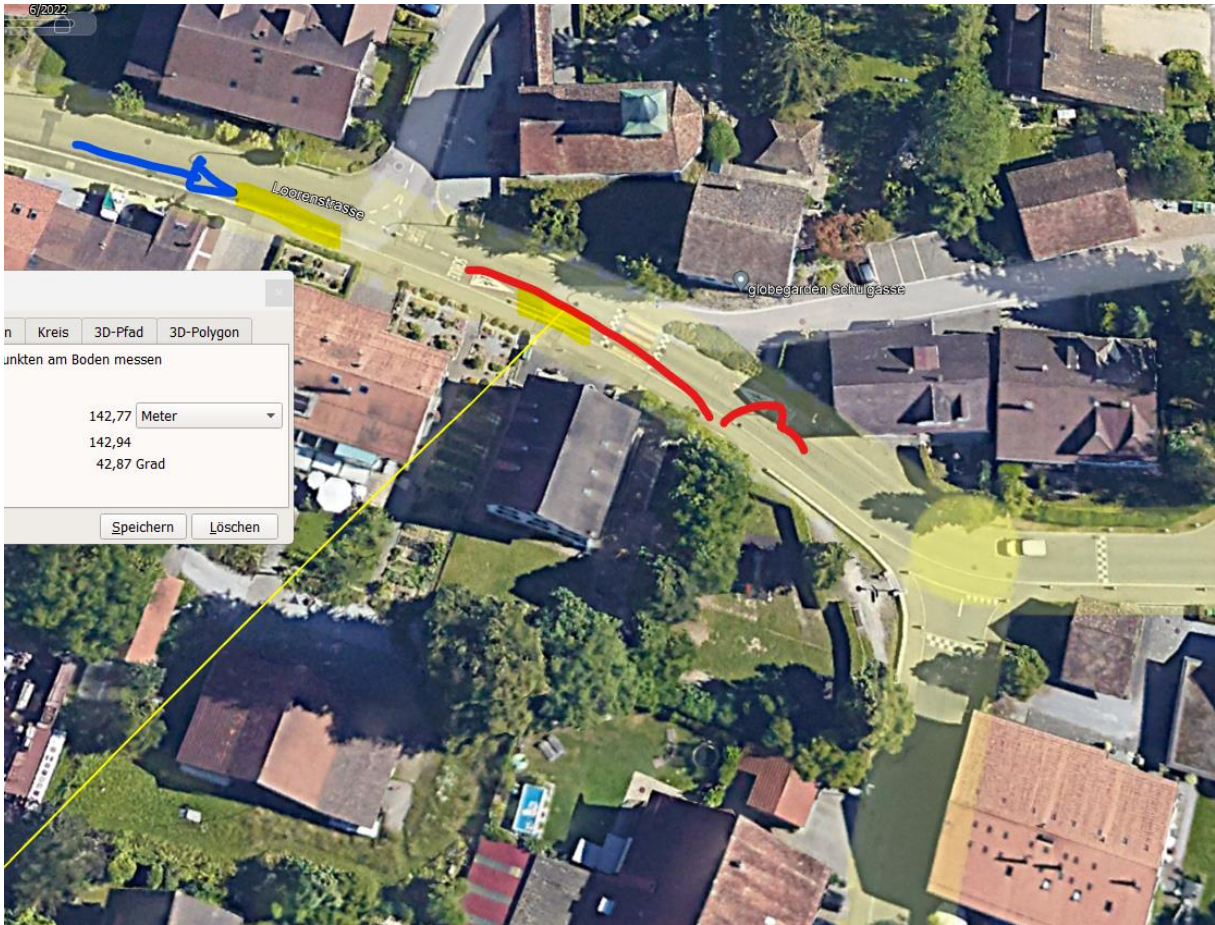 6/2022
Loorenstrasse
globegarden Schulgasse
n Kreis 3D-Pfad 3D-Polygon
unkten am Boden messen
142,77 Meter
142,94
42,87 Grad
Speichern Löschen